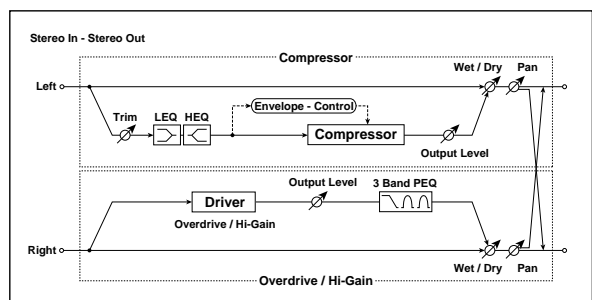 Stereo In - Stereo Out
Compressor
Wet / Dry
Pan
Left
Trim
LEQ
HEQ
Envelope - Control
Compressor
Output Level
Driver
Overdrive / Hi-Gain
Output Level
3 Band PEQ
Right
Wet / Dry
Pan
Overdrive / Hi-Gain